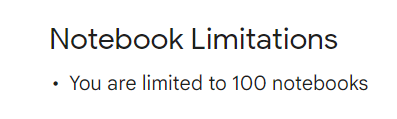 Notebook Limitations
• You are limited to 100 notebooks